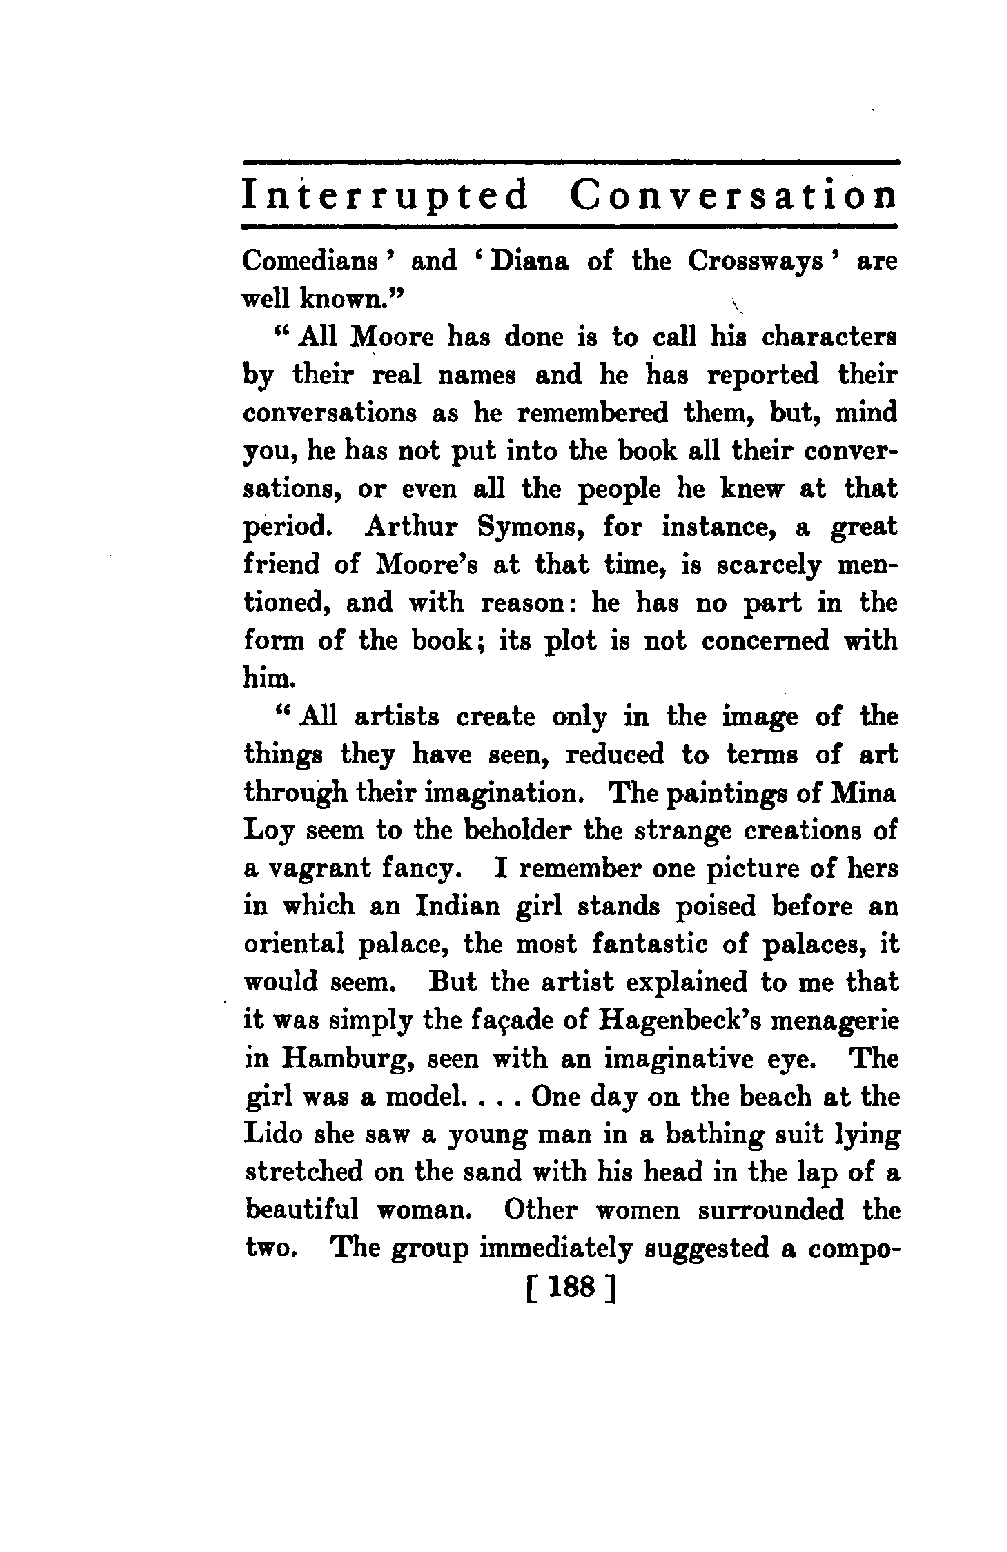 Interrupted Conversation
Comedians' and 'Diana of the Crossways' are
well known."
"All Moore has done is to call his characters
by their real names and he has reported their
conversations as he remembered them, but, mind
you, he has not put into the book all their conver-
sations, or even all the people he knew at that
period. Arthur Symons, for instance, a great
friend of Moore's at that time, is scarcely men-
tioned, and with reason: he has no part in the
form of the book; its plot is not concerned with
him.
"All artists create only in the image of the
things they have seen, reduced to terms of art
through their imagination. The paintings of Mina
Loy seem to the beholder the strange creations of
a vagrant fancy. I remember one picture of hers
in which an Indian girl stands poised before an
oriental palace, the most fantastic of palaces, it
would seem. But the artist explained to me that
it was simply the façade of Hagenbeck's menagerie
in Hamburg, seen with an imaginative eye. The
girl was a model. . . . One day on the beach at the
Lido she saw a young man in a bathing suit lying
stretched on the sand with his head in the lap of a
beautiful woman. Other women surrounded the
two. The group immediately suggested a compo-
[ 188 ]